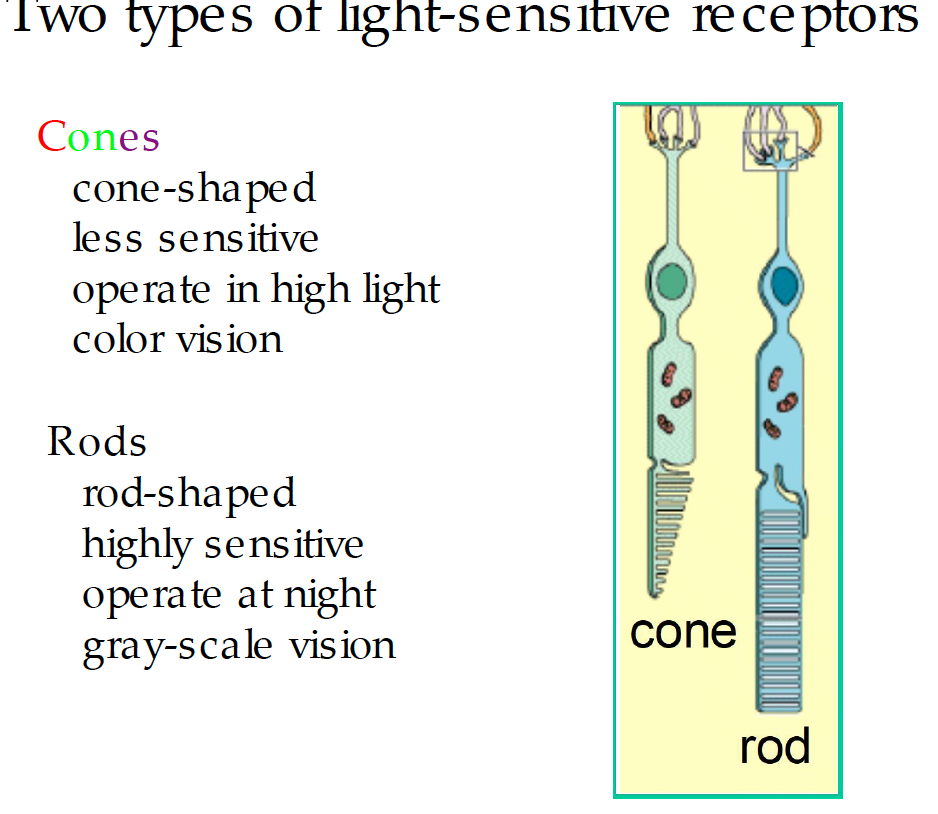 Two types of light-sensitive receptors
Cones
cone-shaped
less sensitive
operate in high light
color vision
Rods
rod-shaped
highly sensitive
operate at night
gray-scale vision
cone
rod